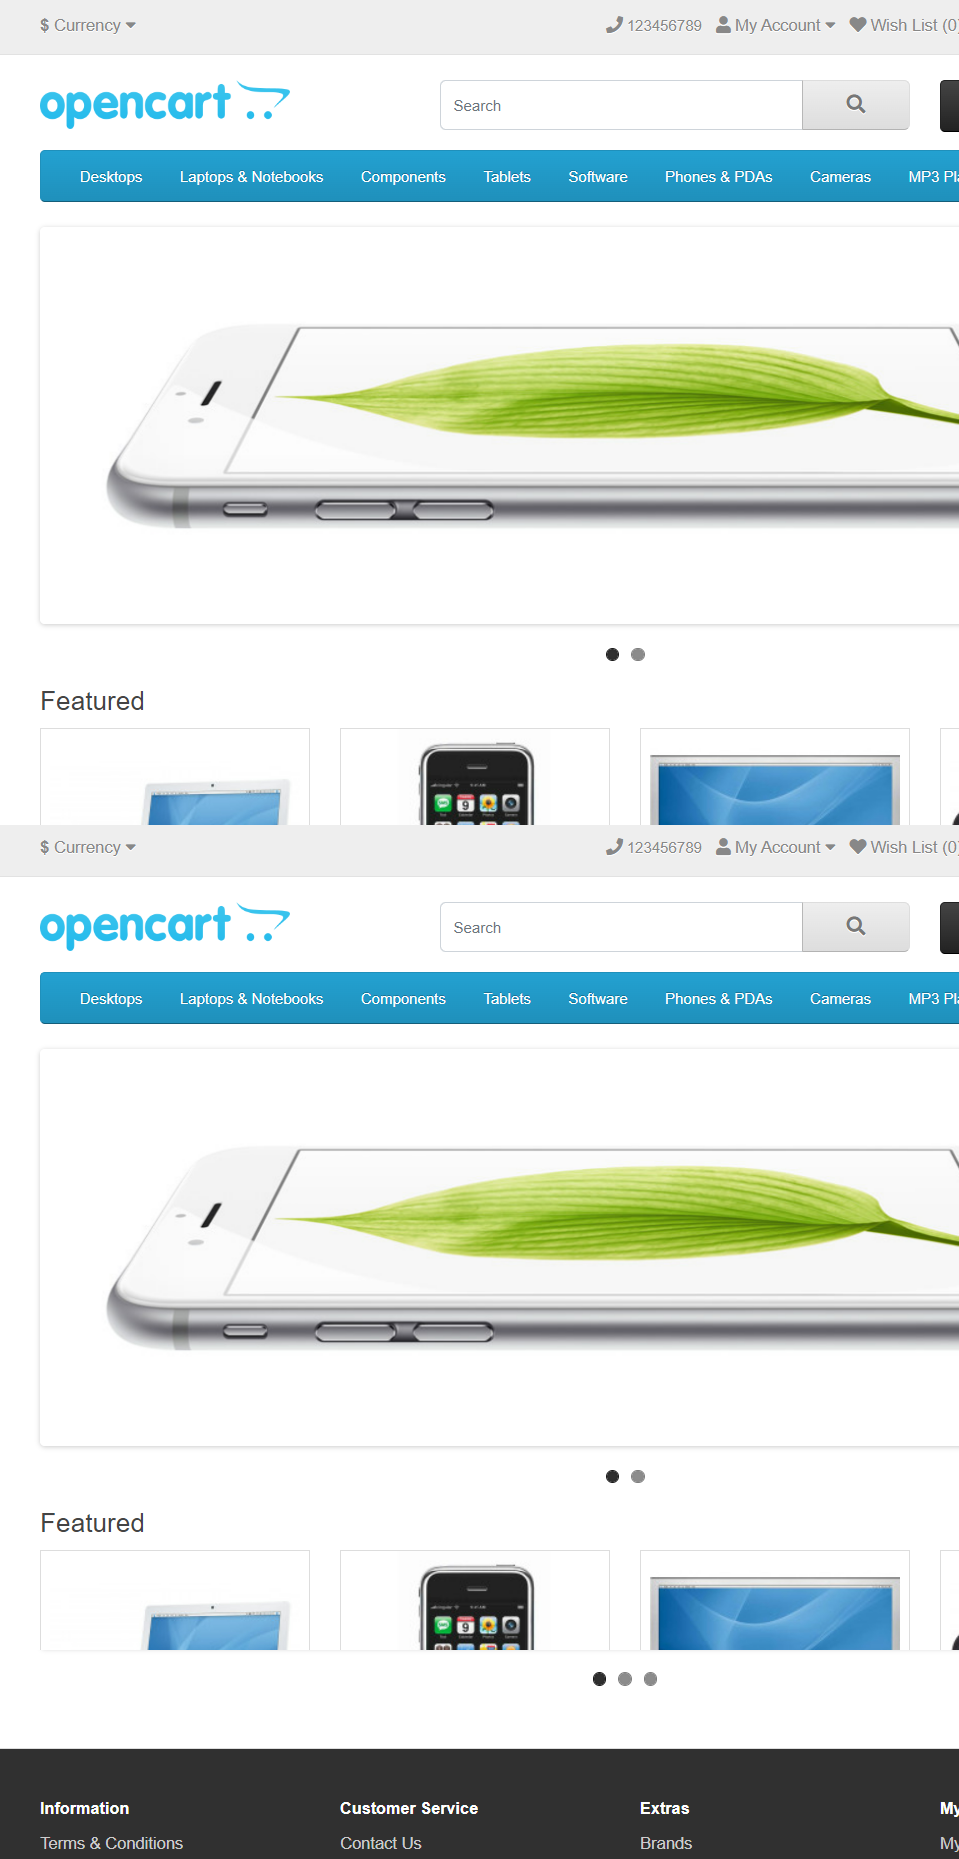 $ Currency
123456789 My Account Wish List (0)
opencart
Search
Desktops Laptops & Notebooks Components Tablets Software Phones & PDAs Cameras MP3 Pla
Featured
$ Currency
123456789 My Account Wish List (0)
opencart
Search
Desktops Laptops & Notebooks Components Tablets Software Phones & PDAs Cameras MP3 Pla
Featured
Information Customer Service Extras My
Terms & Conditions Contact Us Brands My